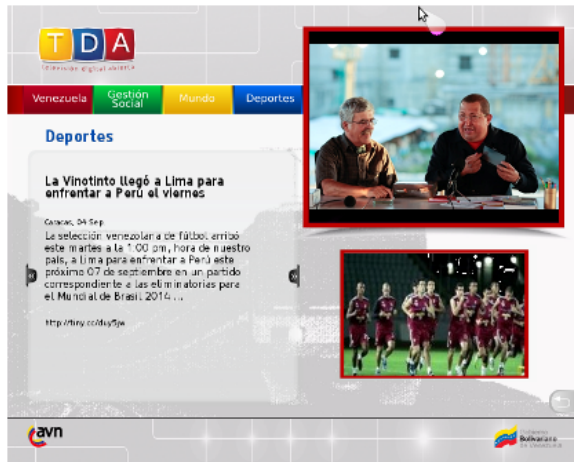 TDA
televisión digital abierta
Venezuela
Gestión
Social
Mundo
Deportes
Deportes
La Vinotinto llegó a Lima para
enfrentar a Perú el viernes
Caracas, 04 Sep.
La selección venezolana de fútbol arribó
este martes a la 1:00 pm, hora de nuestro
país, a Lima para enfrentar a Perú este
próximo 07 de septiembre en un partido
correspondiente a las eliminatorias para
el Mundial de Brasil 2014 ...
avn
Gobierno
Bolivariano
de Venezuela